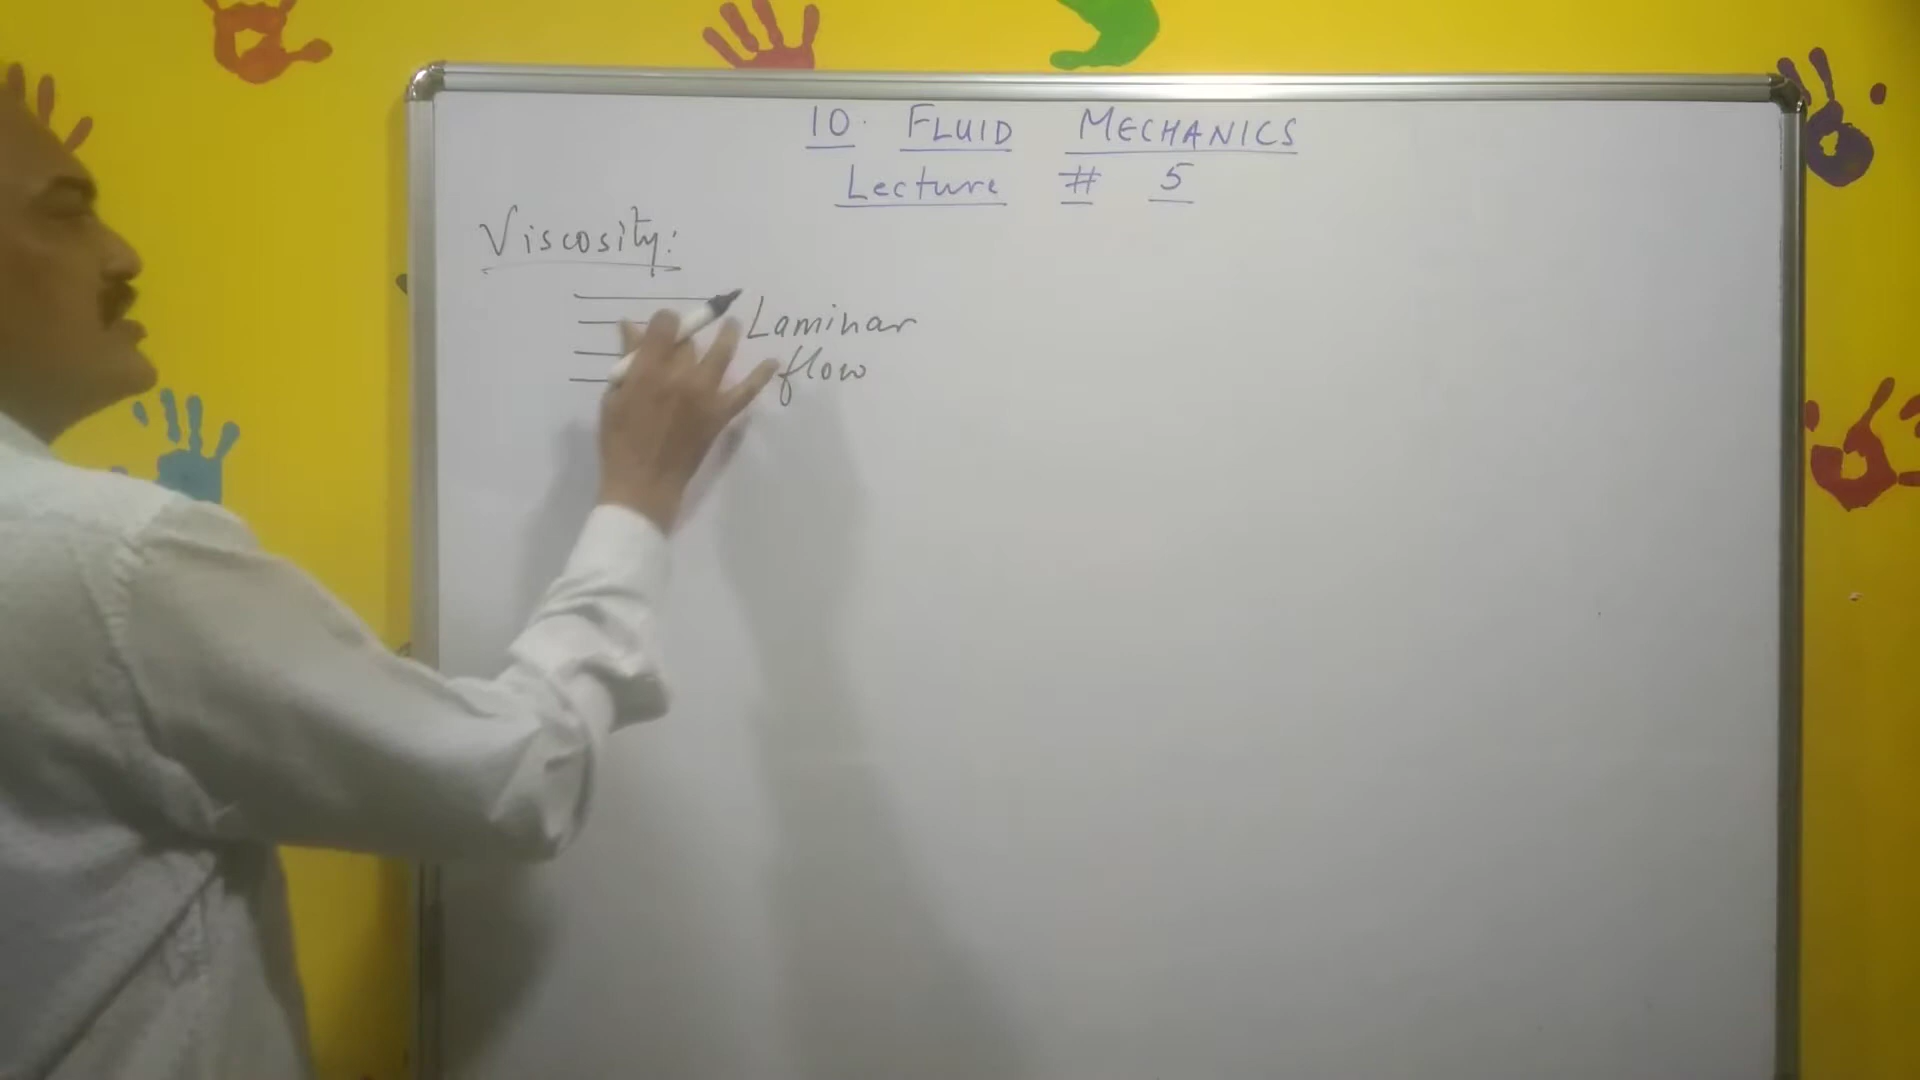 10. FLUID MECHANICS
Lecture # 5
Viscosity:
Laminar
flow